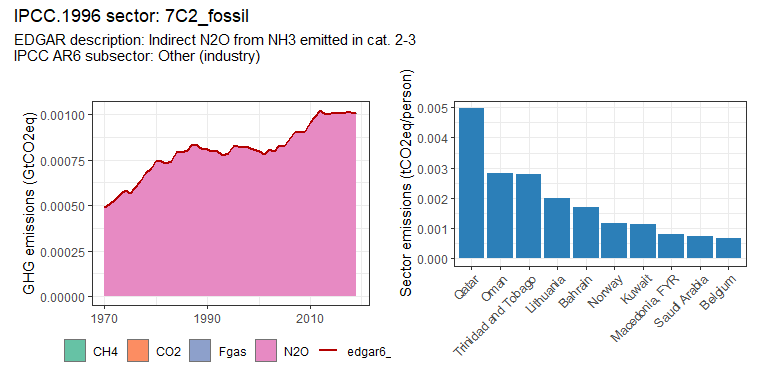 IPCC.1996 sector: 7C2_fossil
EDGAR description: Indirect N2O from NH3 emitted in cat. 2-3
IPCC AR6 subsector: Other (industry)
GHG emissions (GtCO2eq)
0.00100
0.00075
0.00050
0.00025
0.00000
1970
1990
2010
CH4
CO2
Fgas
N2O
edgar6_
Sector emissions (tCO2eq/person)
0.005
0.004
0.003
0.002
0.001
0.000
Qatar
Oman
Trinidad and Tobago
Lithuania
Bahrain
Norway
Kuwait
Macedonia, FYR
Saudi Arabia
Belgium